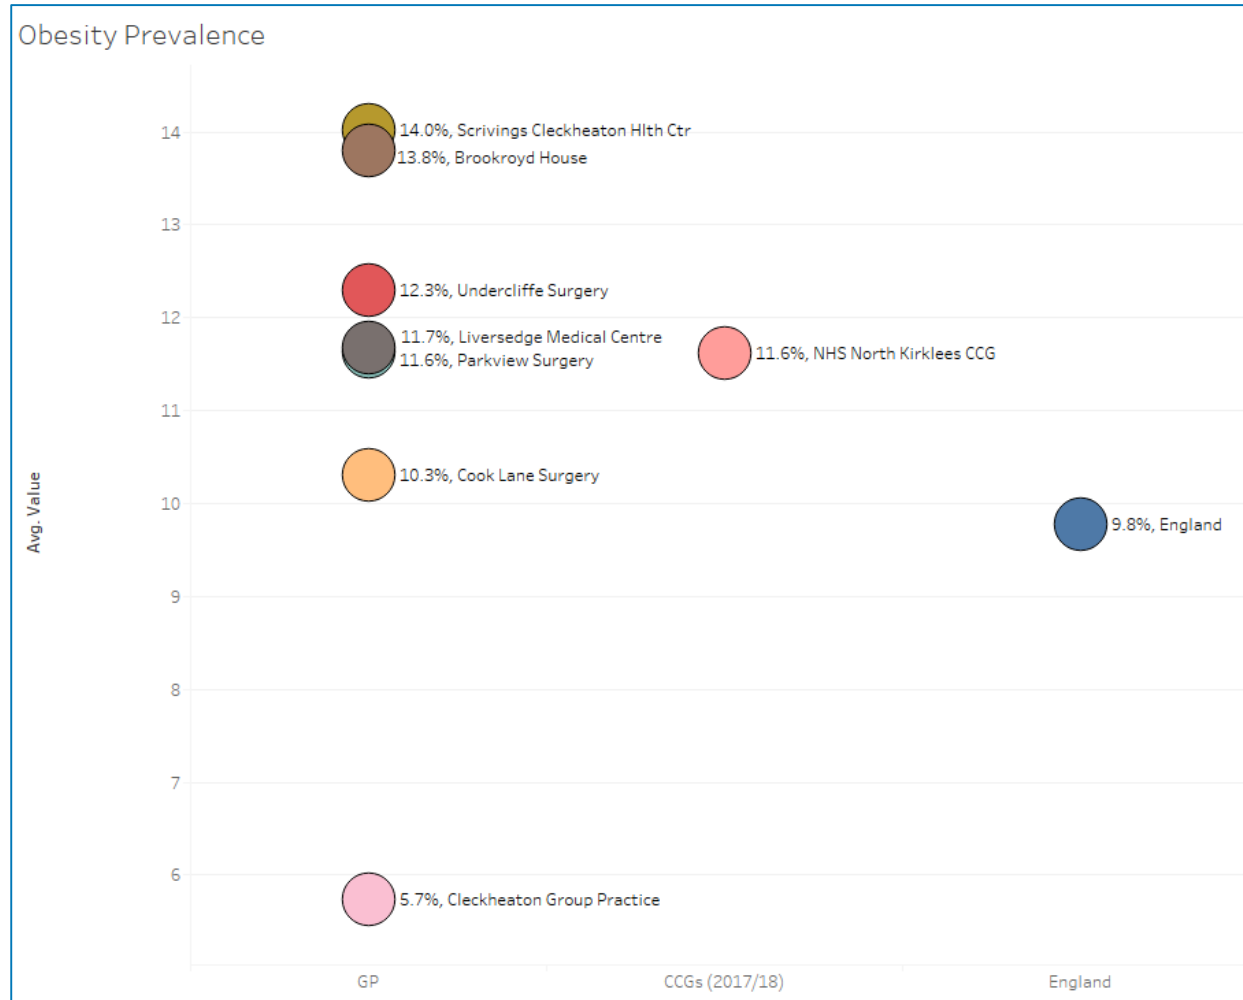 Obesity Prevalence
14
14.0%, Scrivings Cleckheaton Hlth Ctr
13.8%, Brookroyd House
13
12.3%, Undercliffe Surgery
12
11.7%, Liversedge Medical Centre
11.6%, NHS North Kirklees CCG
11.6%, Parkview Surgery
11
10.3%, Cook Lane Surgery
10
9.8%, England
Avg. Value
9
8
7
6
5.7%, Cleckheaton Group Practice
GP
CCGs (2017/18)
England